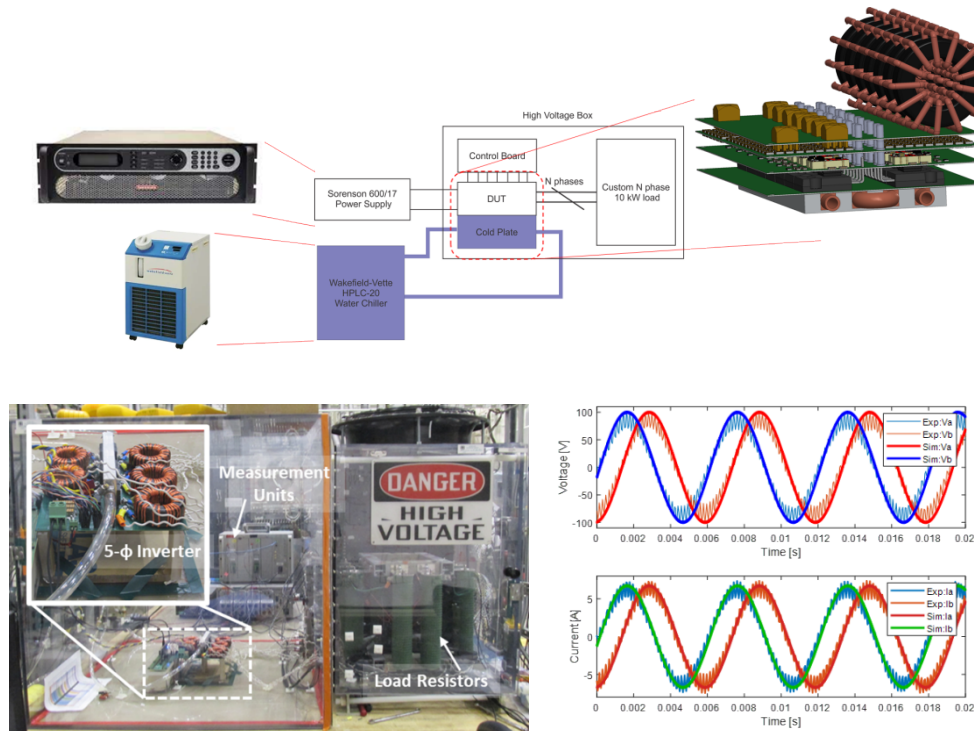 High Voltage Box
Control Board
N phases
Sorenson 600/17
Power Supply
DUT
Custom N phase
10 kW load
Cold Plate
Wakefield-Vette
HPLC-20
Water Chiller
Measurement
Units
5-ϕ Inverter
DANGER
HIGH
VOLTAGE
Load Resistors
100
50
0
-50
-100
Voltage [V]
Exp:Va
Exp:Vb
Sim:Va
Sim:Vb
0 0.002 0.004 0.006 0.008 0.01 0.012 0.014 0.016 0.018 0.02
Time [s]
5
0
-5
Current [A]
Exp:Ia
Exp:Ib
Sim:Ia
Sim:Ib
0 0.002 0.004 0.006 0.008 0.01 0.012 0.014 0.016 0.018 0.02
Time [s]